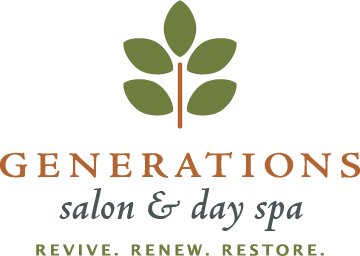 GENERATIONS
salon & day spa
REVIVE. RENEW. RESTORE.